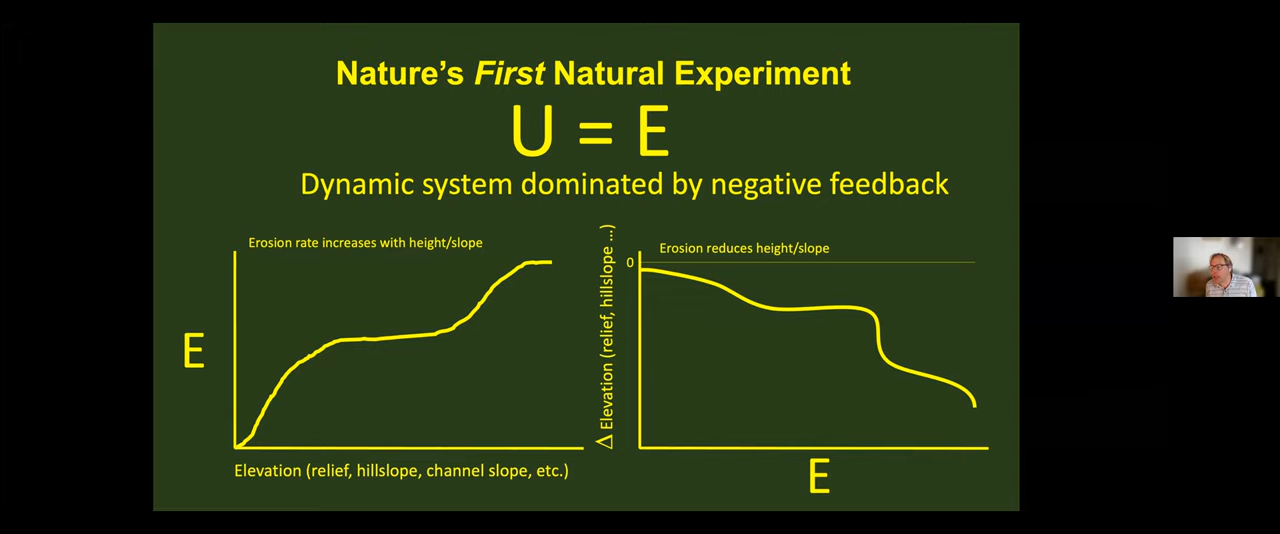 Nature's First Natural Experiment
U = E
Dynamic system dominated by negative feedback
Erosion rate increases with height/slope
E
Elevation (relief, hillslope, channel slope, etc.)
Δ Elevation (relief, hillslope ...)
0
Erosion reduces height/slope
E